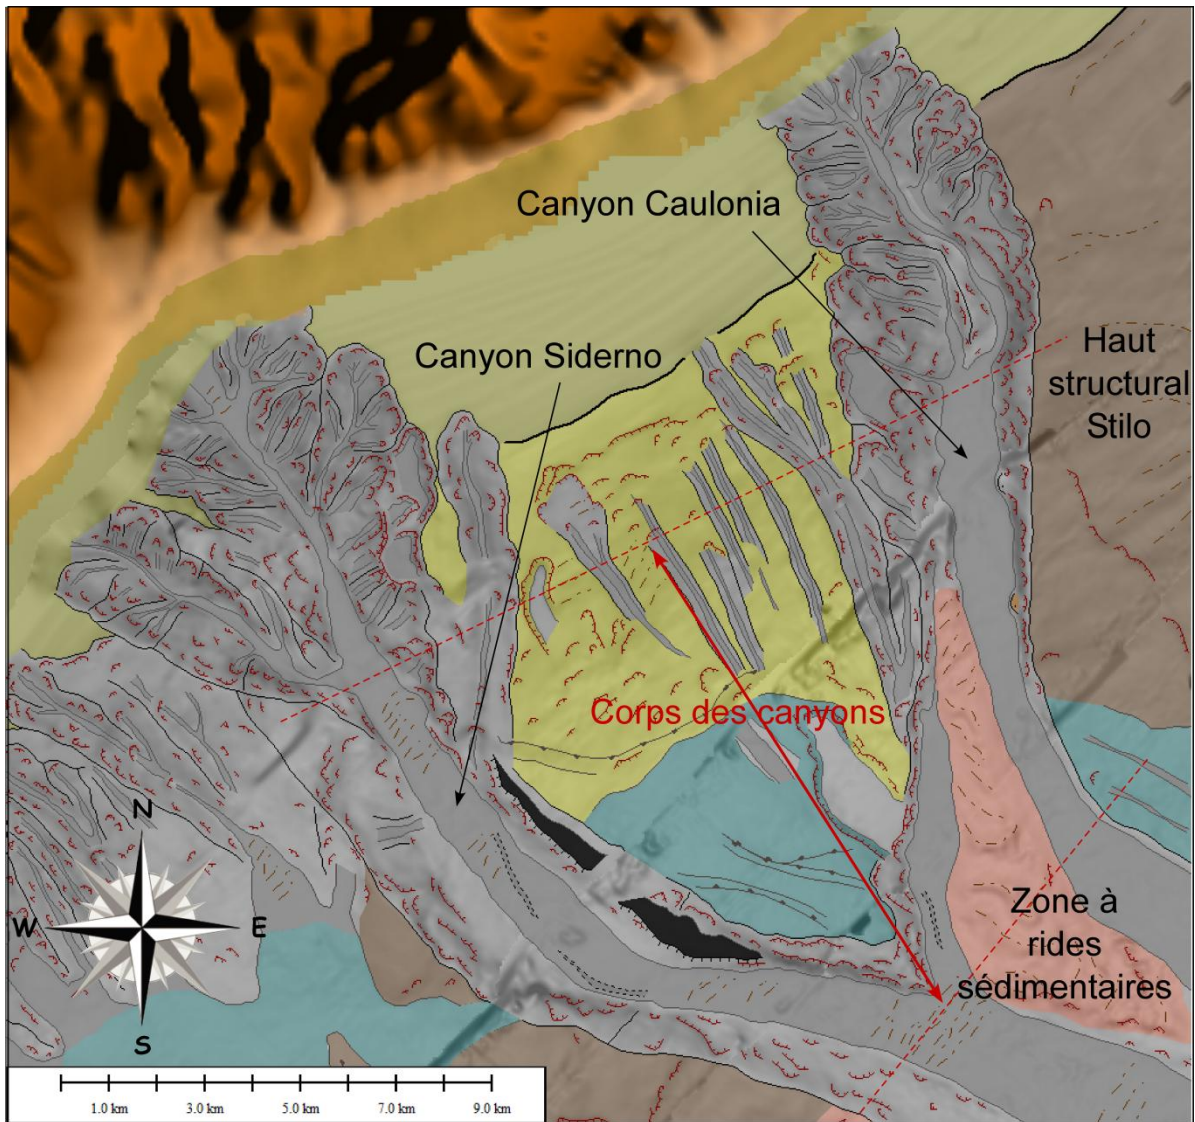 Canyon Caulonia
Canyon Siderno
Haut
structural
Stilo
Corps des canyons
N
W
E
S
Zone à
rides
sédimentaires
1.0 km
3.0 km
5.0 km
7.0 km
9.0 km